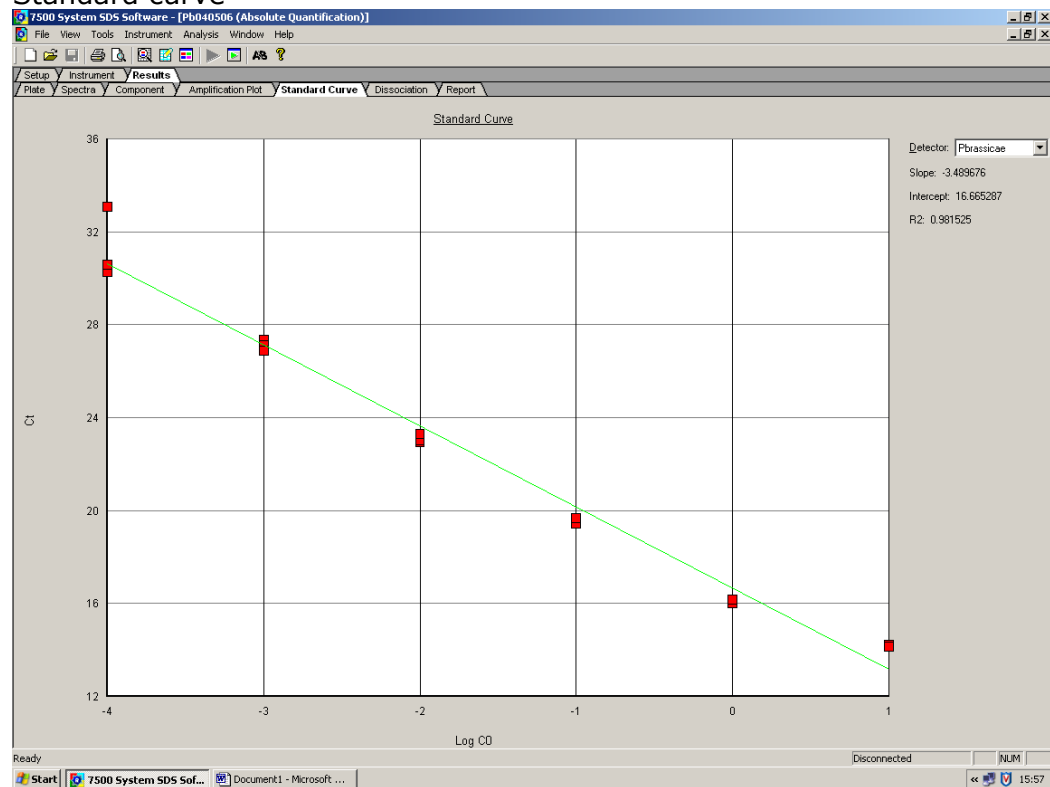 Standard curve
7500 System SDS Software - [Pb040506 (Absolute Quantification)]
File View Tools Instrument Analysis Window Help
Setup Instrument Results
Plate Spectra Component Amplification Plot Standard Curve Dissociation Report
Standard Curve
Detector: Pbrassicae
Slope: -3.489676
Intercept: 16.665287
R2: 0.981525
36
32
28
24
20
16
12
Ct
-4 -3 -2 -1 0 1
Log C0
Ready Disconnected NUM
Start 7500 System SDS Sof... Document1 - Microsoft ... « 15:57